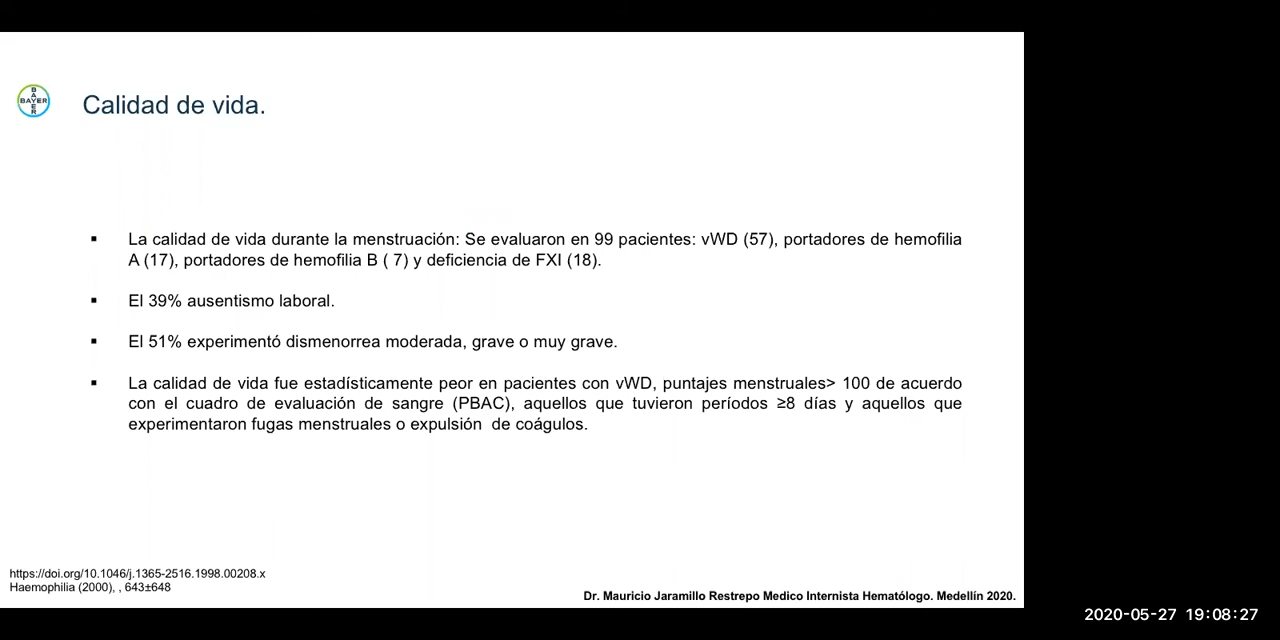 BAYER
BAYER
Calidad de vida.
▪ La calidad de vida durante la menstruación: Se evaluaron en 99 pacientes: vWD (57), portadores de hemofilia
A (17), portadores de hemofilia B ( 7) y deficiencia de FXI (18).
▪ El 39% ausentismo laboral.
▪ El 51% experimentó dismenorrea moderada, grave o muy grave.
▪ La calidad de vida fue estadísticamente peor en pacientes con vWD, puntajes menstruales> 100 de acuerdo
con el cuadro de evaluación de sangre (PBAC), aquellos que tuvieron períodos ≥8 días y aquellos que
experimentaron fugas menstruales o expulsión  de coágulos.
https://doi.org/10.1046/j.1365-2516.1998.00208.x
Haemophilia (2000), , 643±648
Dr. Mauricio Jaramillo Restrepo Medico Internista Hematólogo. Medellín 2020.
2020-05-27 19:08:27